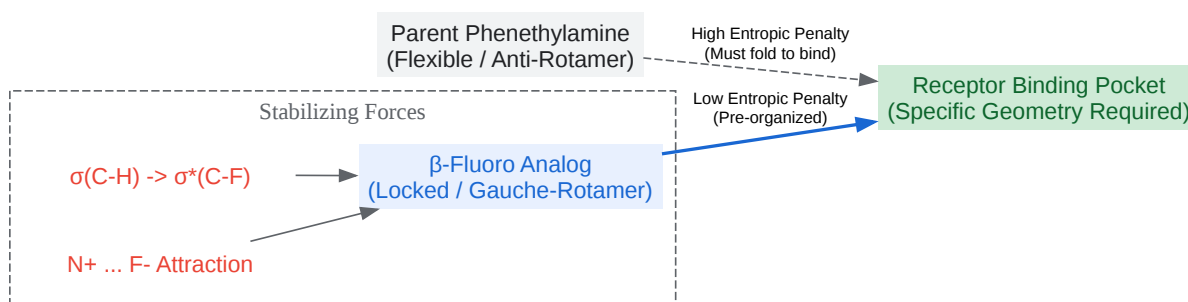 Parent Phenethylamine
(Flexible / Anti-Rotamer)
High Entropic Penalty
(Must fold to bind)
Receptor Binding Pocket
(Specific Geometry Required)
Low Entropic Penalty
(Pre-organized)
Stabilizing Forces
σ(C-H) -> σ*(C-F)
β-Fluoro Analog
(Locked / Gauche-Rotamer)
N+ ... F- Attraction